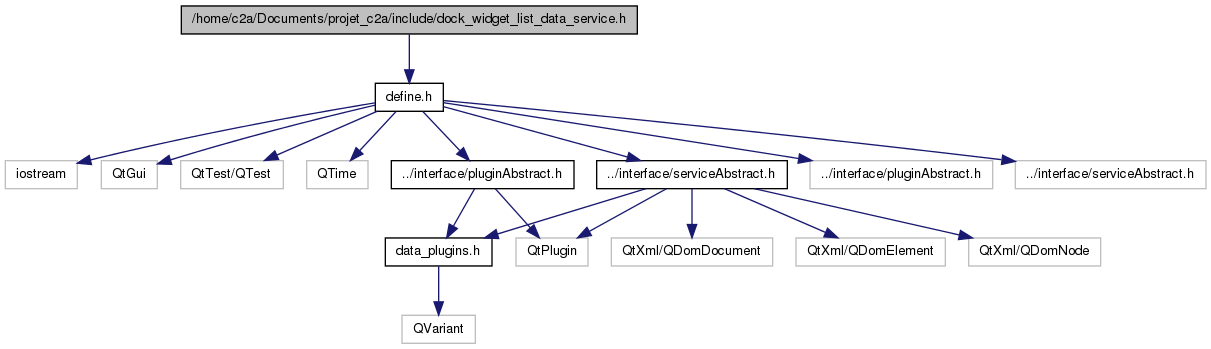 /home/c2a/Documents/projet_c2a/include/dock_widget_list_data_service.h
define.h
iostream
QtGui
QtTest/QTest
QTime
../interface/pluginAbstract.h
../interface/serviceAbstract.h
../interface/pluginAbstract.h
../interface/serviceAbstract.h
data_plugins.h
QtPlugin
QtXml/QDomDocument
QtXml/QDomElement
QtXml/QDomNode
QVariant